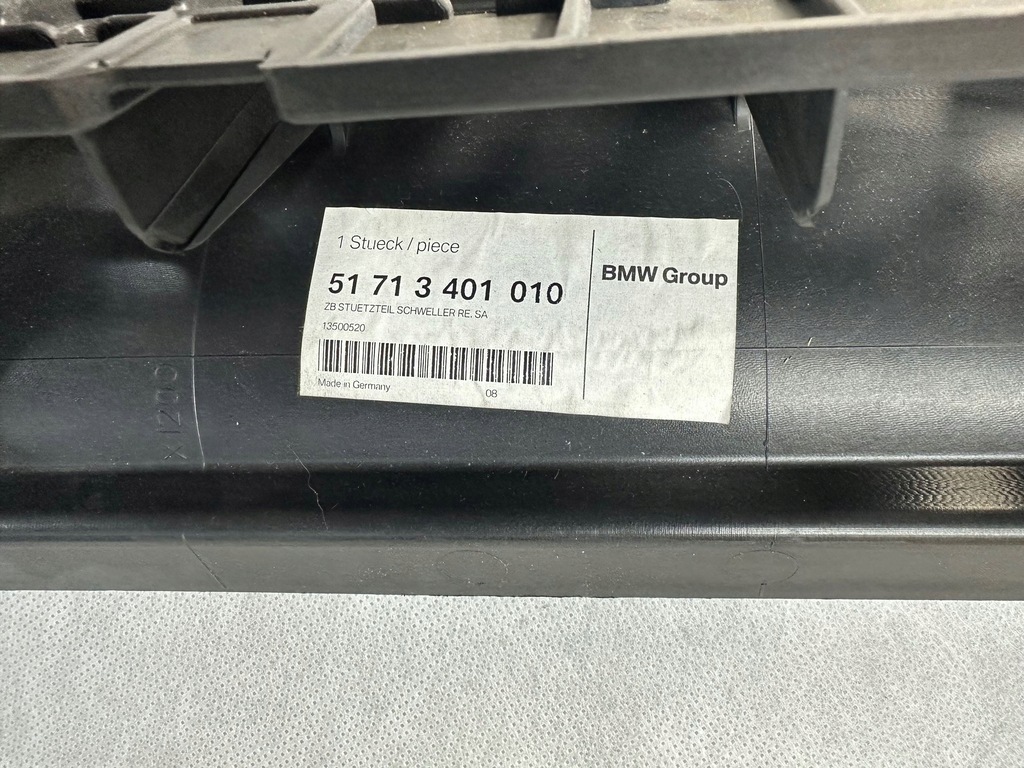 1 Stueck / piece
51 71 3 401 010
ZB STUETZTEIL SCHWELLER RE. SA
13500520
Made in Germany
08
BMW Group
X1200